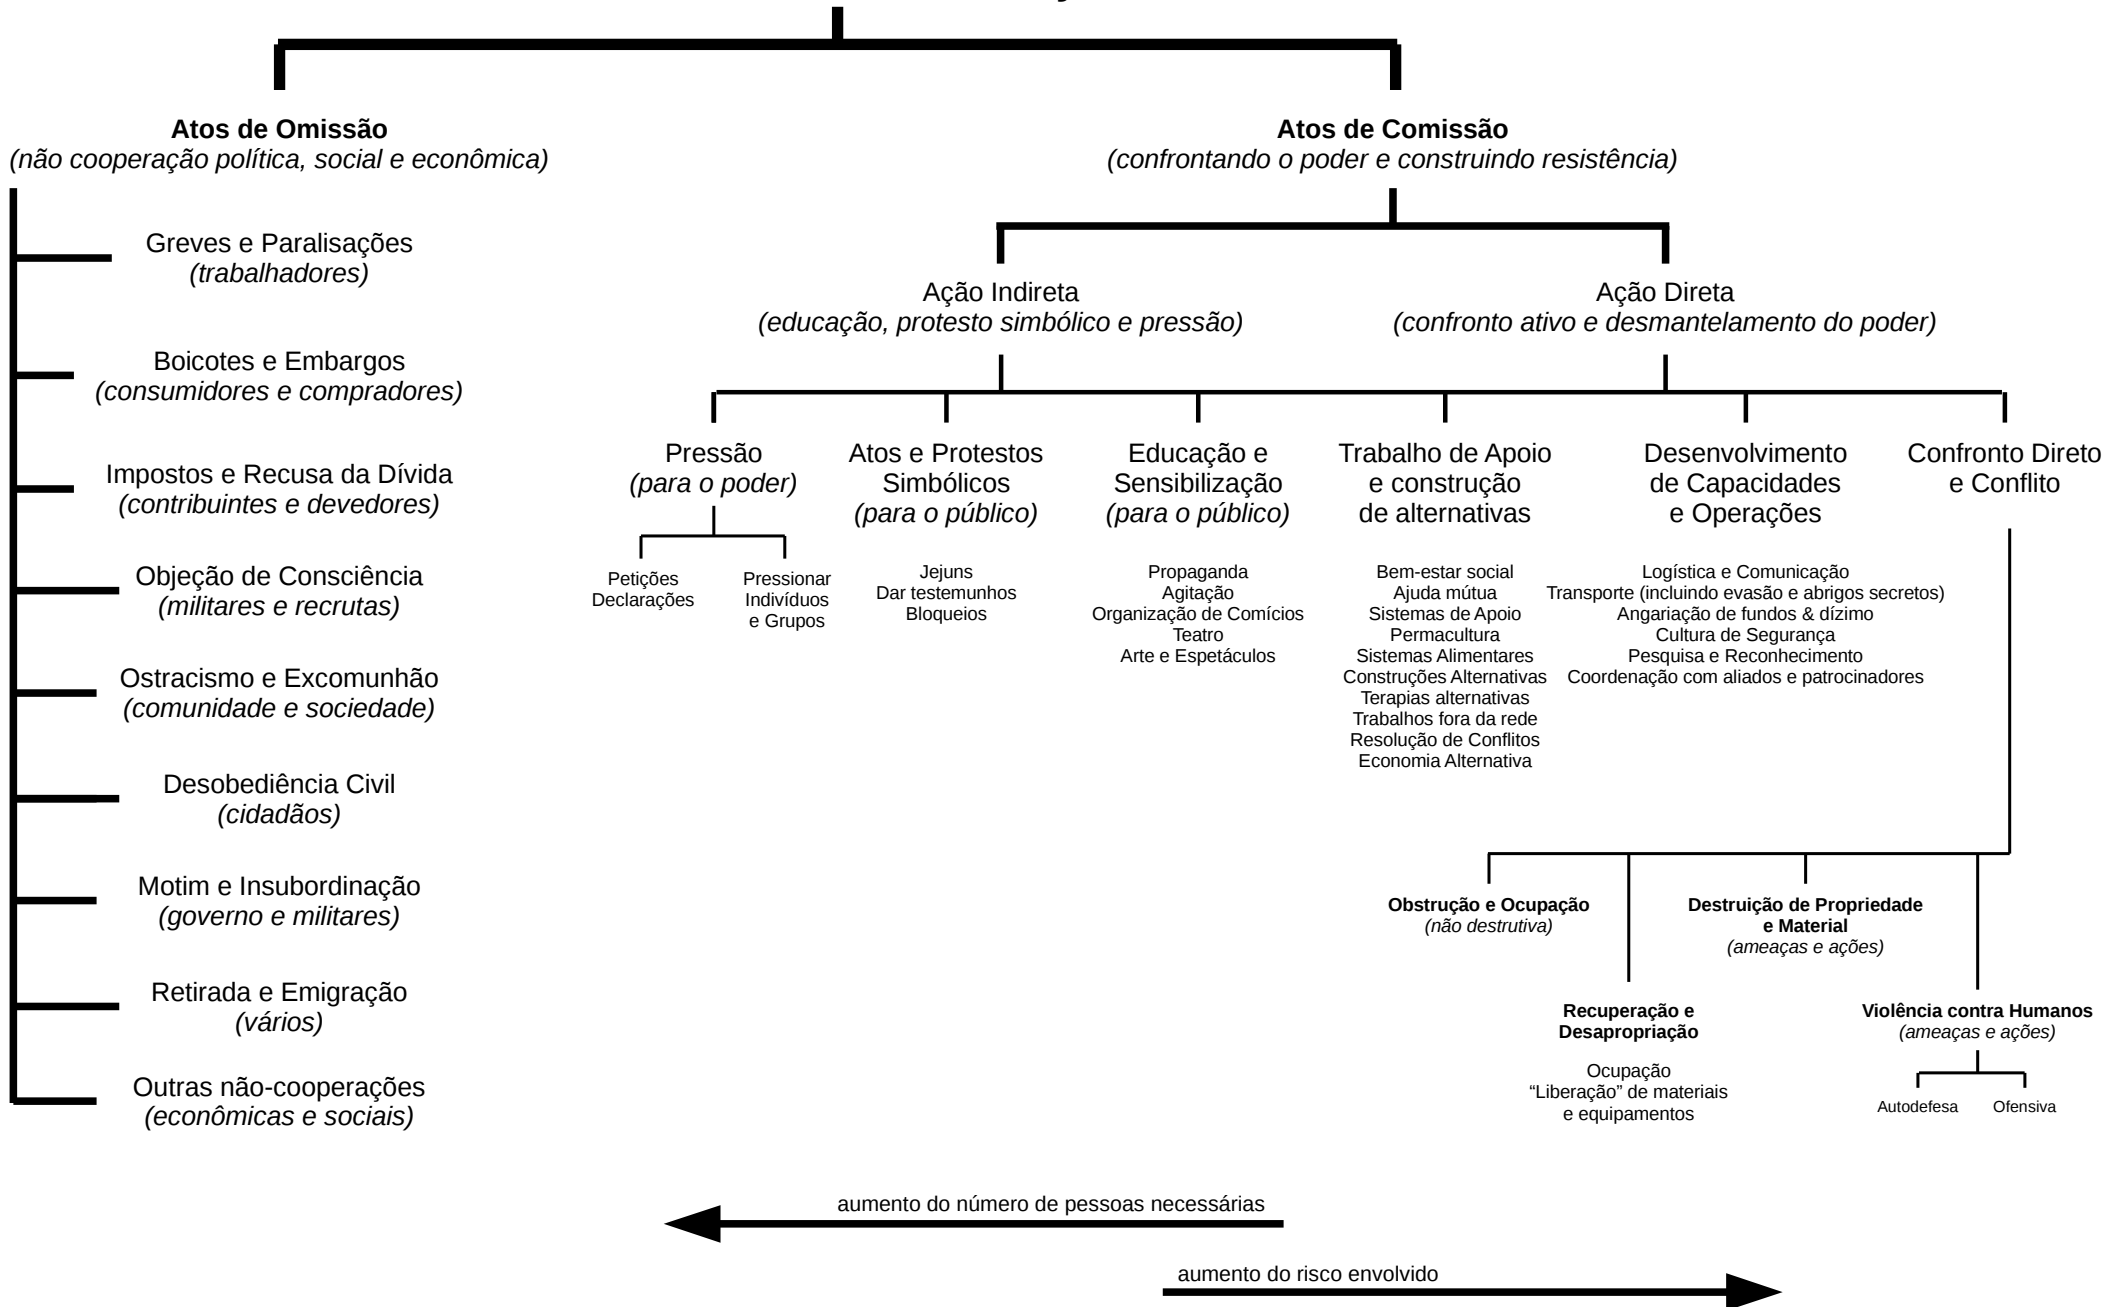 Atos de Omissão
(não cooperação política, social e econômica)
Greves e Paralisações
(trabalhadores)
Boicotes e Embargos
(consumidores e compradores)
Impostos e Recusa da Dívida
(contribuintes e devedores)
Objeção de Consciência
(militares e recrutas)
Ostracismo e Excomunhão
(comunidade e sociedade)
Desobediência Civil
(cidadãos)
Motim e Insubordinação
(governo e militares)
Retirada e Emigração
(vários)
Outras não-cooperações
(econômicas e sociais)
Atos de Comissão
(confrontando o poder e construindo resistência)
Ação Indireta
(educação, protesto simbólico e pressão)
Ação Direta
(confronto ativo e desmantelamento do poder)
Pressão
(para o poder)
Petições
Declarações
Pressionar
Indivíduos
e Grupos
Atos e Protestos
Simbólicos
(para o público)
Jejuns
Dar testemunhos
Bloqueios
Educação e
Sensibilização
(para o público)
Propaganda
Agitação
Organização de Comícios
Teatro
Arte e Espetáculos
Trabalho de Apoio
e construção
de alternativas
Bem-estar social
Ajuda mútua
Sistemas de Apoio
Permacultura
Sistemas Alimentares
Construções Alternativas
Terapias alternativas
Trabalhos fora da rede
Resolução de Conflitos
Economia Alternativa
Desenvolvimento
de Capacidades
e Operações
Logística e Comunicação
Transporte (incluindo evasão e abrigos secretos)
Angariação de fundos & dízimo
Cultura de Segurança
Pesquisa e Reconhecimento
Coordenação com aliados e patrocinadores
Confronto Direto
e Conflito
Obstrução e Ocupação
(não destrutiva)
Recuperação e
Desapropriação
Ocupação
“Liberação” de materiais
e equipamentos
Destruição de Propriedade
e Material
(ameaças e ações)
Violência contra Humanos
(ameaças e ações)
Autodefesa
Ofensiva
aumento do número de pessoas necessárias
aumento do risco envolvido